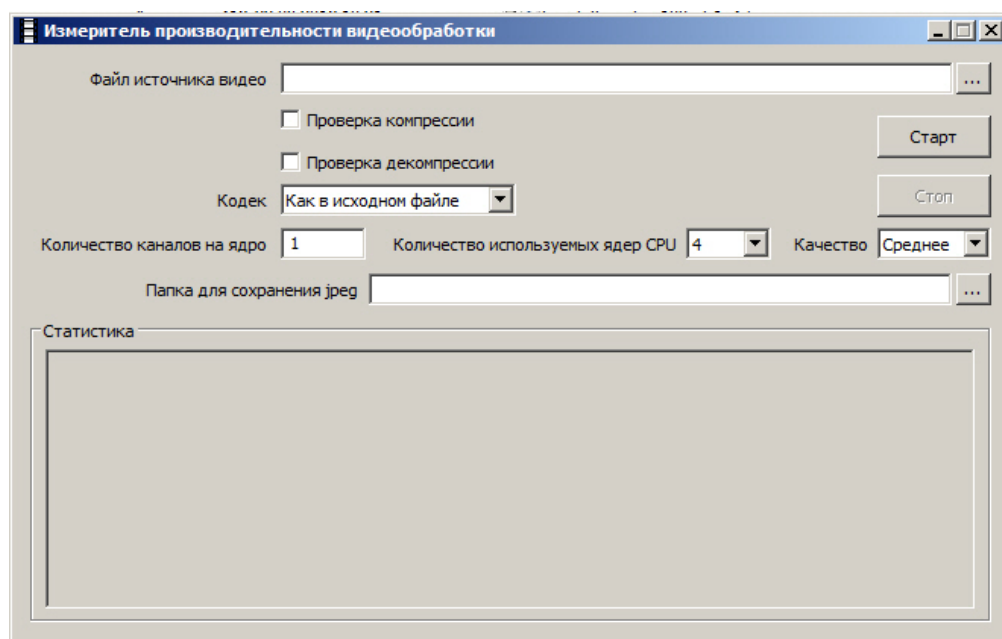 Измеритель производительности видеообработки
Файл источника видео ...
Проверка компрессии
Старт
Проверка декомпрессии
Кодек Как в исходном файле Стоп
Количество каналов на ядро 1 Количество используемых ядер CPU 4 Качество Среднее
Папка для сохранения jpeg ...
Статистика